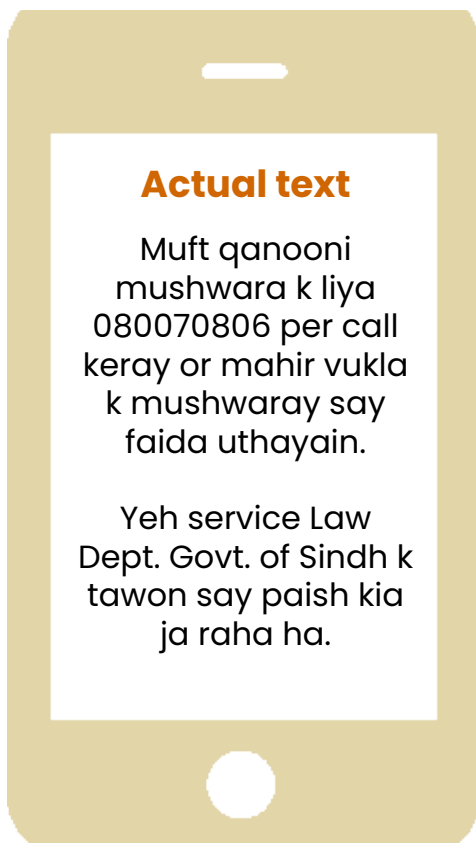 Actual text
Muft qanooni
mushwara k liya
080070806 per call
keray or mahir vukla
k mushwaray say
faida uthayain.
Yeh service Law
Dept. Govt. of Sindh k
tawon say paish kia
ja raha ha.